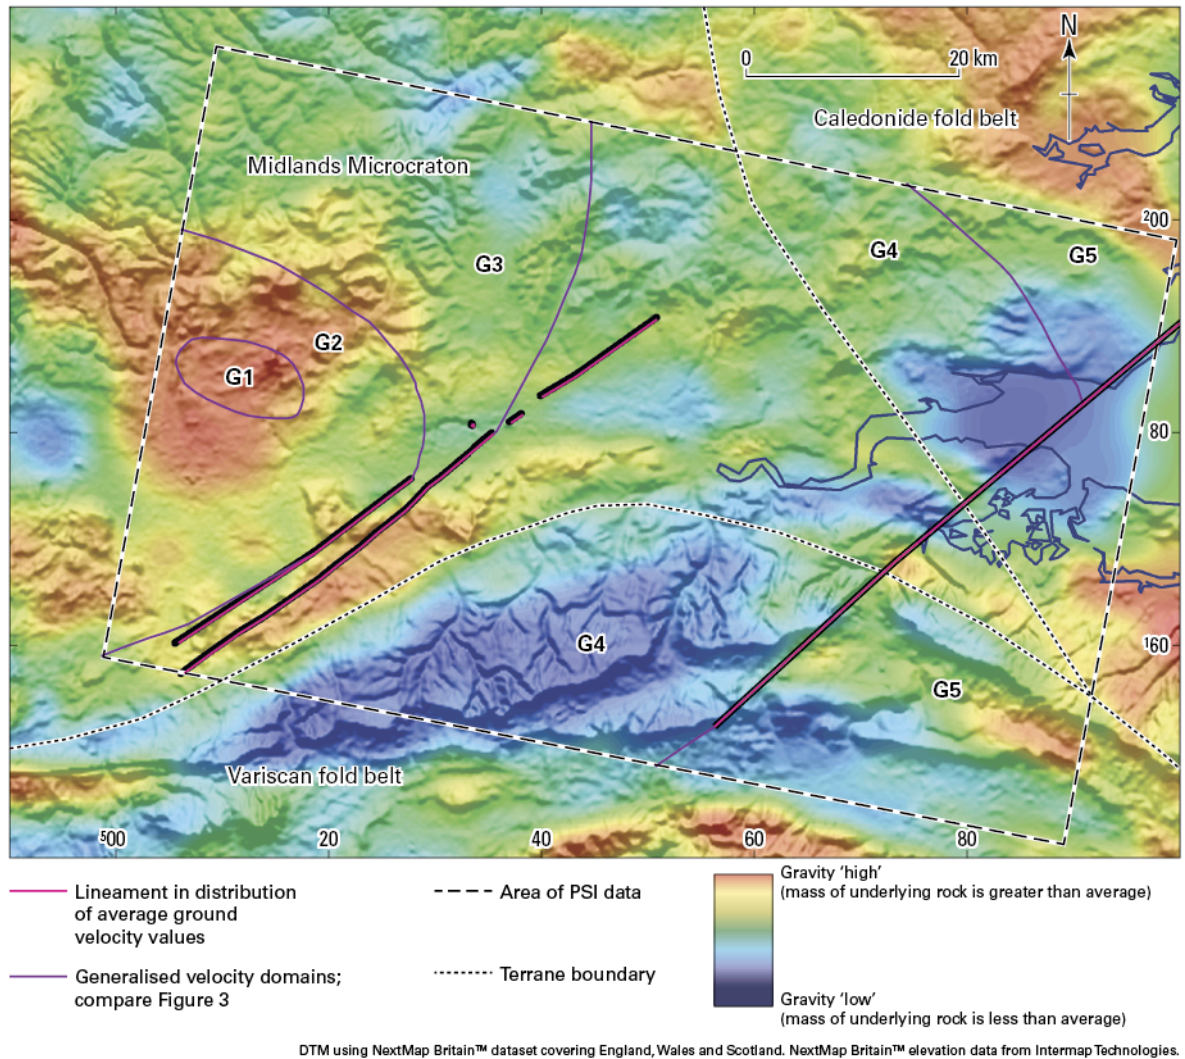 N
0 20 km
Caledonide fold belt
Midlands Microcraton
²00
G4
G5
G3
G2
G1
80
G4
¹60
G5
Variscan fold belt
⁵00 20 40 60 80
Lineament in distribution
of average ground
velocity values
Generalised velocity domains;
compare Figure 3
Area of PSI data
Terrane boundary
Gravity ‘high’
(mass of underlying rock is greater than average)
Gravity ‘low’
(mass of underlying rock is less than average)
DTM using NextMap Britain™ dataset covering England, Wales and Scotland. NextMap Britain™ elevation data from Intermap Technologies.